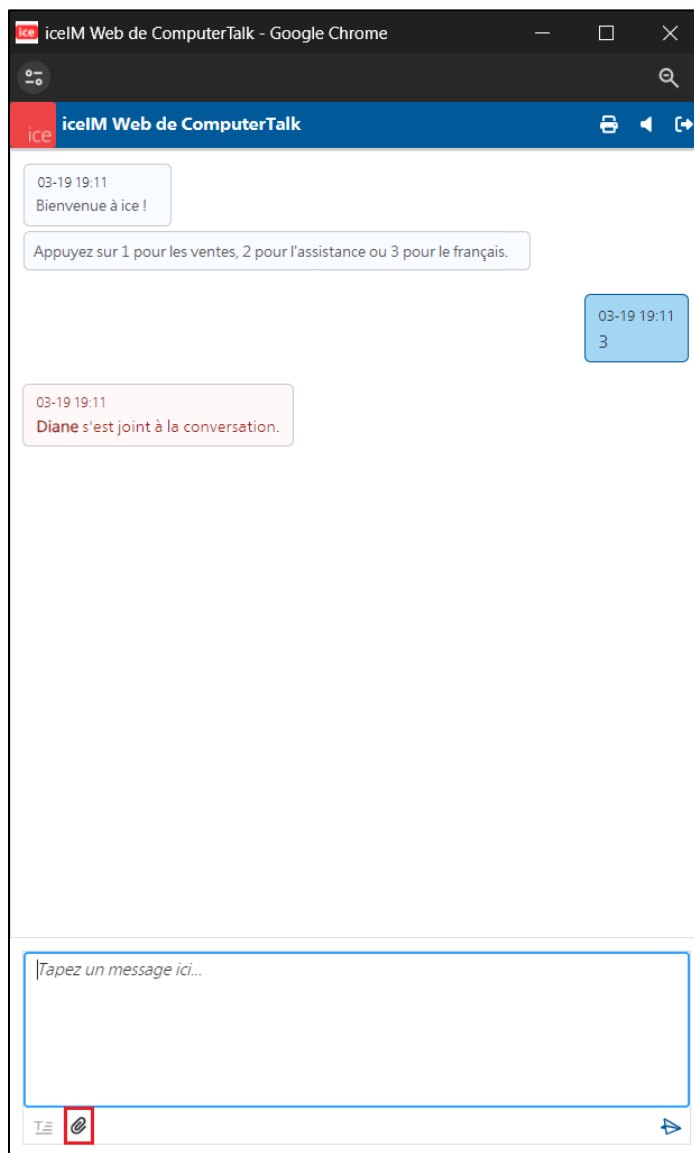 ice iceIM Web de ComputerTalk - Google Chrome
ice iceIM Web de ComputerTalk
03-19 19:11
Bienvenue à ice !
Appuyez sur 1 pour les ventes, 2 pour l'assistance ou 3 pour le français.
03-19 19:11
3
03-19 19:11
Diane s'est joint à la conversation.
Tapez un message ici...